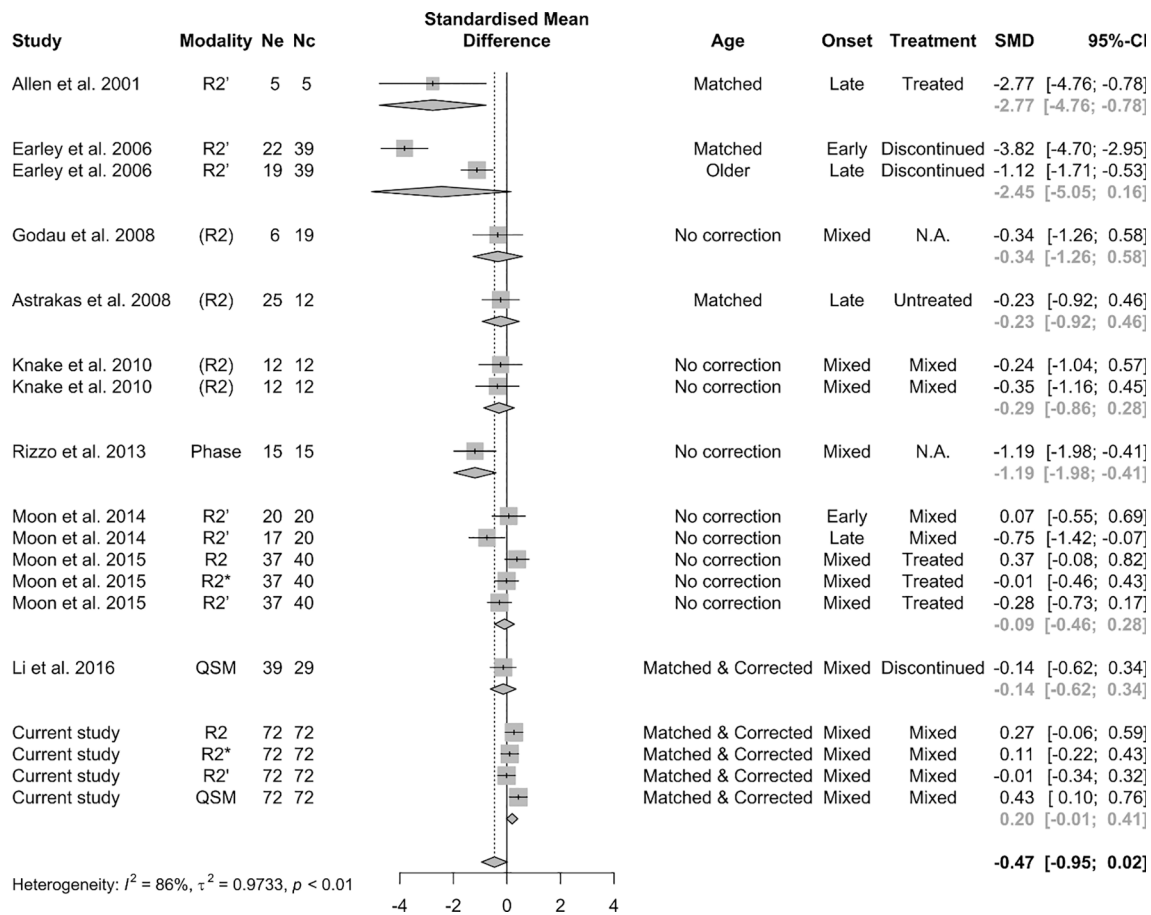 Standardised Mean
Study Modality Ne Nc Difference Age Onset Treatment SMD 95%-CI
Allen et al. 2001 R2' 5 5 Matched Late Treated -2.77 [-4.76; -0.78]
-2.77 [-4.76; -0.78]
Earley et al. 2006 R2' 22 39 Matched Early Discontinued -3.82 [-4.70; -2.95]
Earley et al. 2006 R2' 19 39 Older Late Discontinued -1.12 [-1.71; -0.53]
-2.45 [-5.05; 0.16]
Godau et al. 2008 (R2) 6 19 No correction Mixed N.A. -0.34 [-1.26; 0.58]
-0.34 [-1.26; 0.58]
Astrakas et al. 2008 (R2) 25 12 Matched Late Untreated -0.23 [-0.92; 0.46]
-0.23 [-0.92; 0.46]
Knake et al. 2010 (R2) 12 12 No correction Mixed Mixed -0.24 [-1.04; 0.57]
Knake et al. 2010 (R2) 12 12 No correction Mixed Mixed -0.35 [-1.16; 0.45]
-0.29 [-0.86; 0.28]
Rizzo et al. 2013 Phase 15 15 No correction Mixed N.A. -1.19 [-1.98; -0.41]
-1.19 [-1.98; -0.41]
Moon et al. 2014 R2' 20 20 No correction Early Mixed 0.07 [-0.55; 0.69]
Moon et al. 2014 R2' 17 20 No correction Late Mixed -0.75 [-1.42; -0.07]
Moon et al. 2015 R2 37 40 No correction Mixed Treated 0.37 [-0.08; 0.82]
Moon et al. 2015 R2* 37 40 No correction Mixed Treated -0.01 [-0.46; 0.43]
Moon et al. 2015 R2' 37 40 No correction Mixed Treated -0.28 [-0.73; 0.17]
-0.09 [-0.46; 0.28]
Li et al. 2016 QSM 39 29 Matched & Corrected Mixed Discontinued -0.14 [-0.62; 0.34]
-0.14 [-0.62; 0.34]
Current study R2 72 72 Matched & Corrected Mixed Mixed 0.27 [-0.06; 0.59]
Current study R2* 72 72 Matched & Corrected Mixed Mixed 0.11 [-0.22; 0.43]
Current study R2' 72 72 Matched & Corrected Mixed Mixed -0.01 [-0.34; 0.32]
Current study QSM 72 72 Matched & Corrected Mixed Mixed 0.43 [ 0.10; 0.76]
0.20 [-0.01; 0.41]
-0.47 [-0.95; 0.02]
Heterogeneity: I² = 86%, τ² = 0.9733, p < 0.01
-4 -2 0 2 4